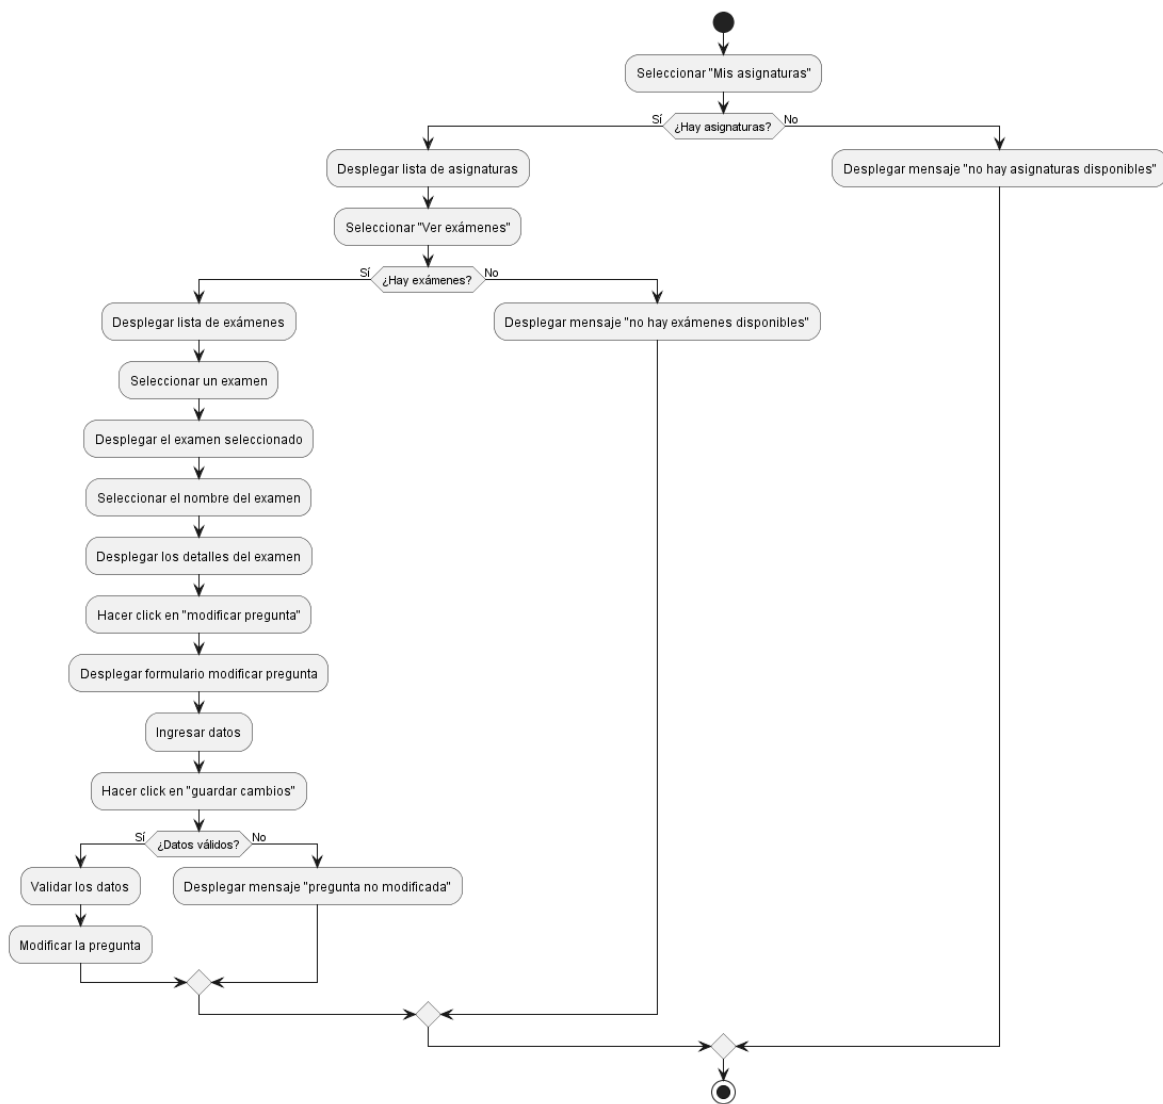 Seleccionar "Mis asignaturas"
Sí
¿Hay asignaturas?
No
Desplegar lista de asignaturas
Desplegar mensaje "no hay asignaturas disponibles"
Seleccionar "Ver exámenes"
Sí
¿Hay exámenes?
No
Desplegar lista de exámenes
Desplegar mensaje "no hay exámenes disponibles"
Seleccionar un examen
Desplegar el examen seleccionado
Seleccionar el nombre del examen
Desplegar los detalles del examen
Hacer click en "modificar pregunta"
Desplegar formulario modificar pregunta
Ingresar datos
Hacer click en "guardar cambios"
Sí
¿Datos válidos?
No
Validar los datos
Desplegar mensaje "pregunta no modificada"
Modificar la pregunta